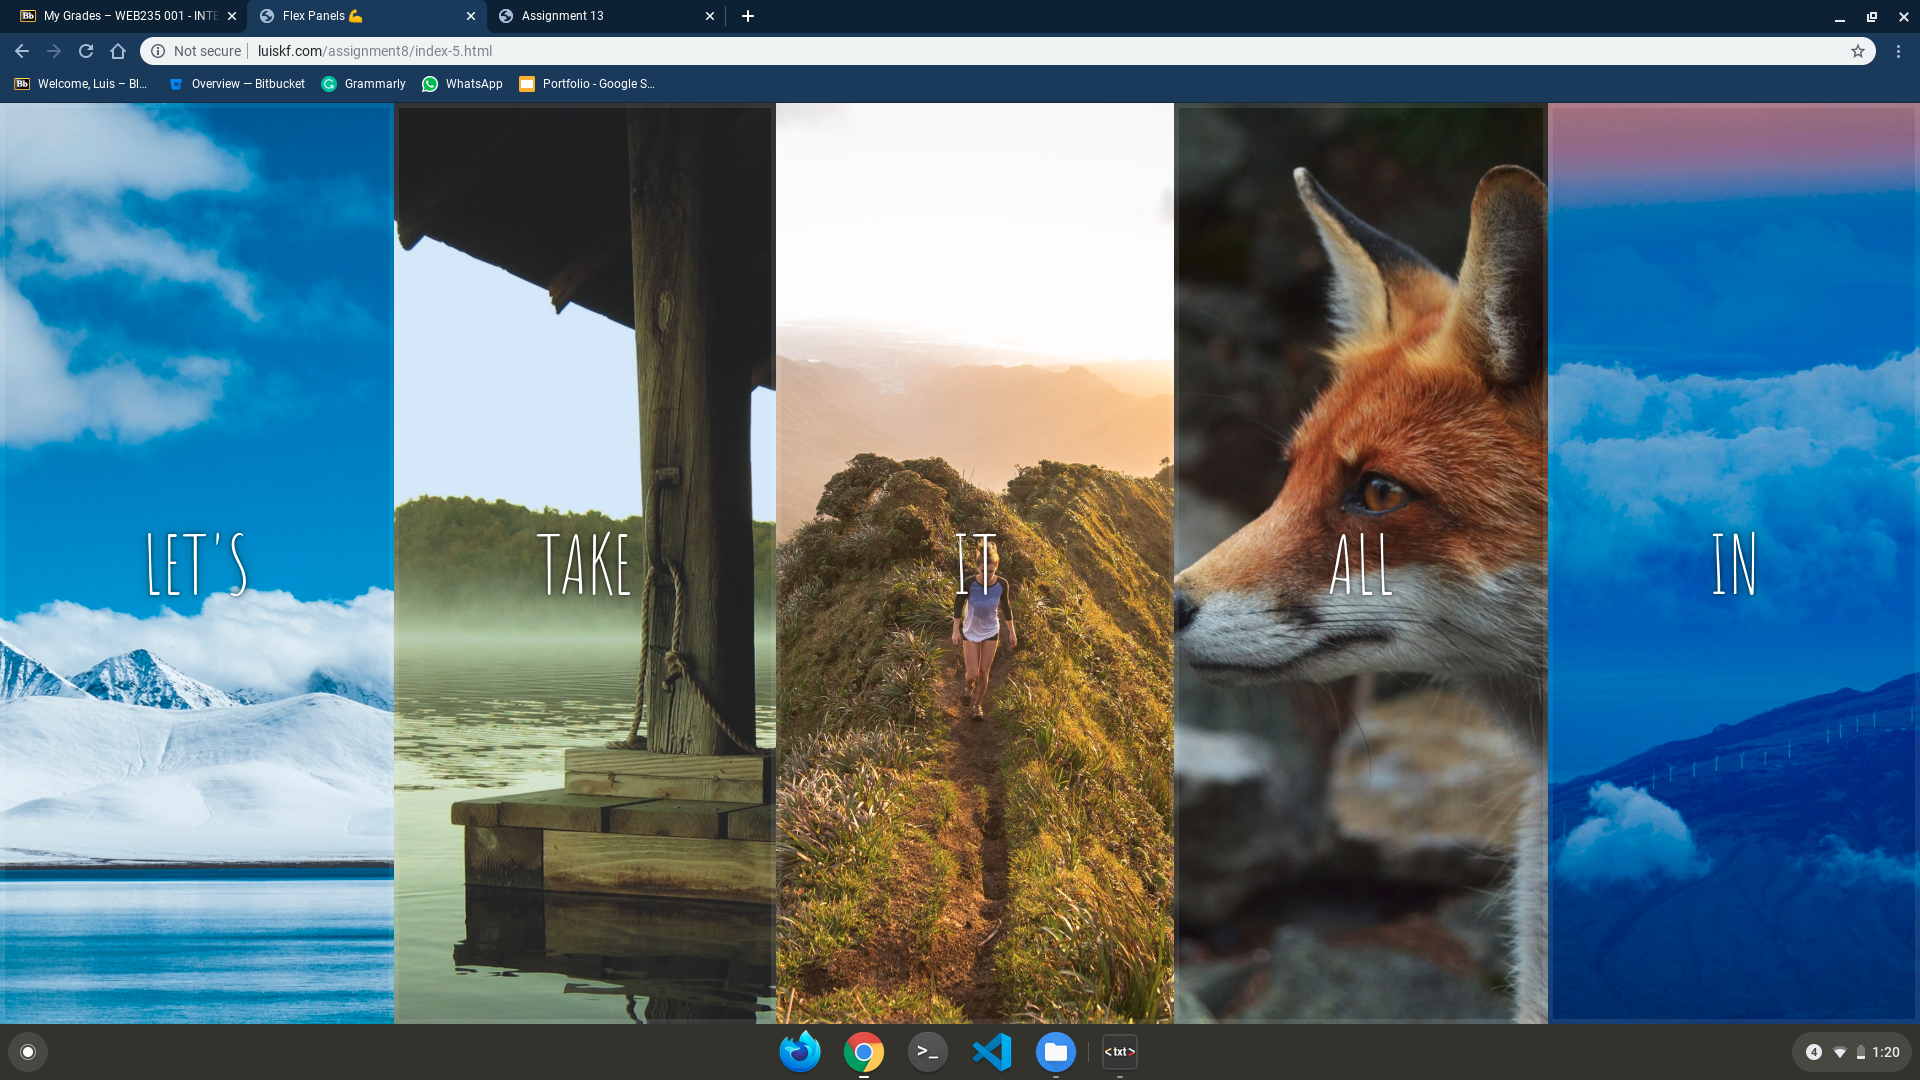 My Grades – WEB235 001 - INTE
Flex Panels 💪
Assignment 13
Not secure
luiskf.com/assignment8/index-5.html
Bb Welcome, Luis – Bl...
Overview — Bitbucket
Grammarly
WhatsApp
Portfolio - Google S...
LET'S
TAKE
IT
ALL
IN
>_
<txt>
4
1:20